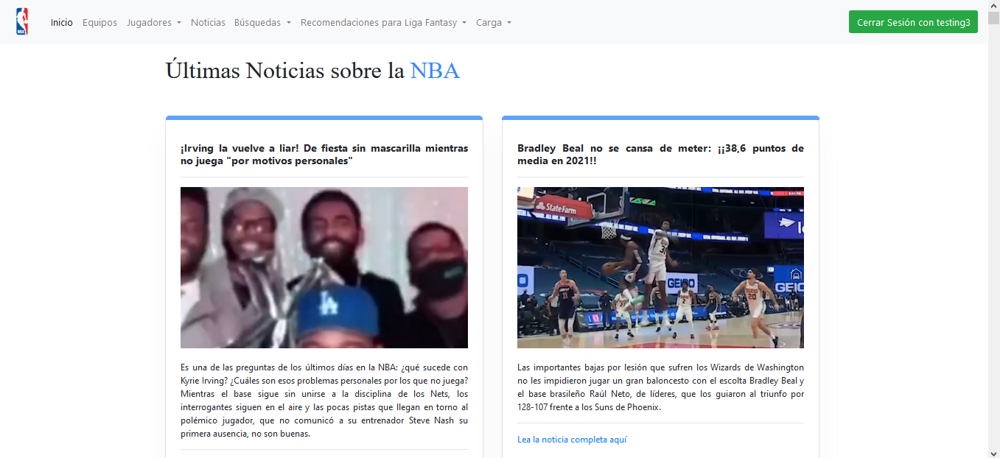 NBA
Inicio Equipos Jugadores Noticias Búsquedas Recomendaciones para Liga Fantasy Carga
Cerrar Sesión con testing3
Últimas Noticias sobre la NBA
¡Irving la vuelve a liar! De fiesta sin mascarilla mientras
no juega "por motivos personales"
LA
Es una de las preguntas de los últimos días en la NBA: ¿qué sucede con
Kyrie Irving? ¿Cuáles son esos problemas personales por los que no juega?
Mientras el base sigue sin unirse a la disciplina de los Nets, los
interrogantes siguen en el aire y las pocas pistas que llegan en torno al
polémico jugador, que no comunicó a su entrenador Steve Nash su
primera ausencia, no son buenas.
Bradley Beal no se cansa de meter: ¡¡38,6 puntos de
media en 2021!!
StateFarm
GEICO
GEIC
20
Las importantes bajas por lesión que sufren los Wizards de Washington
no les impidieron jugar un gran baloncesto con el escolta Bradley Beal y
el base brasileño Raúl Neto, de líderes, que los guiaron al triunfo por
128-107 frente a los Suns de Phoenix.
Lea la noticia completa aquí